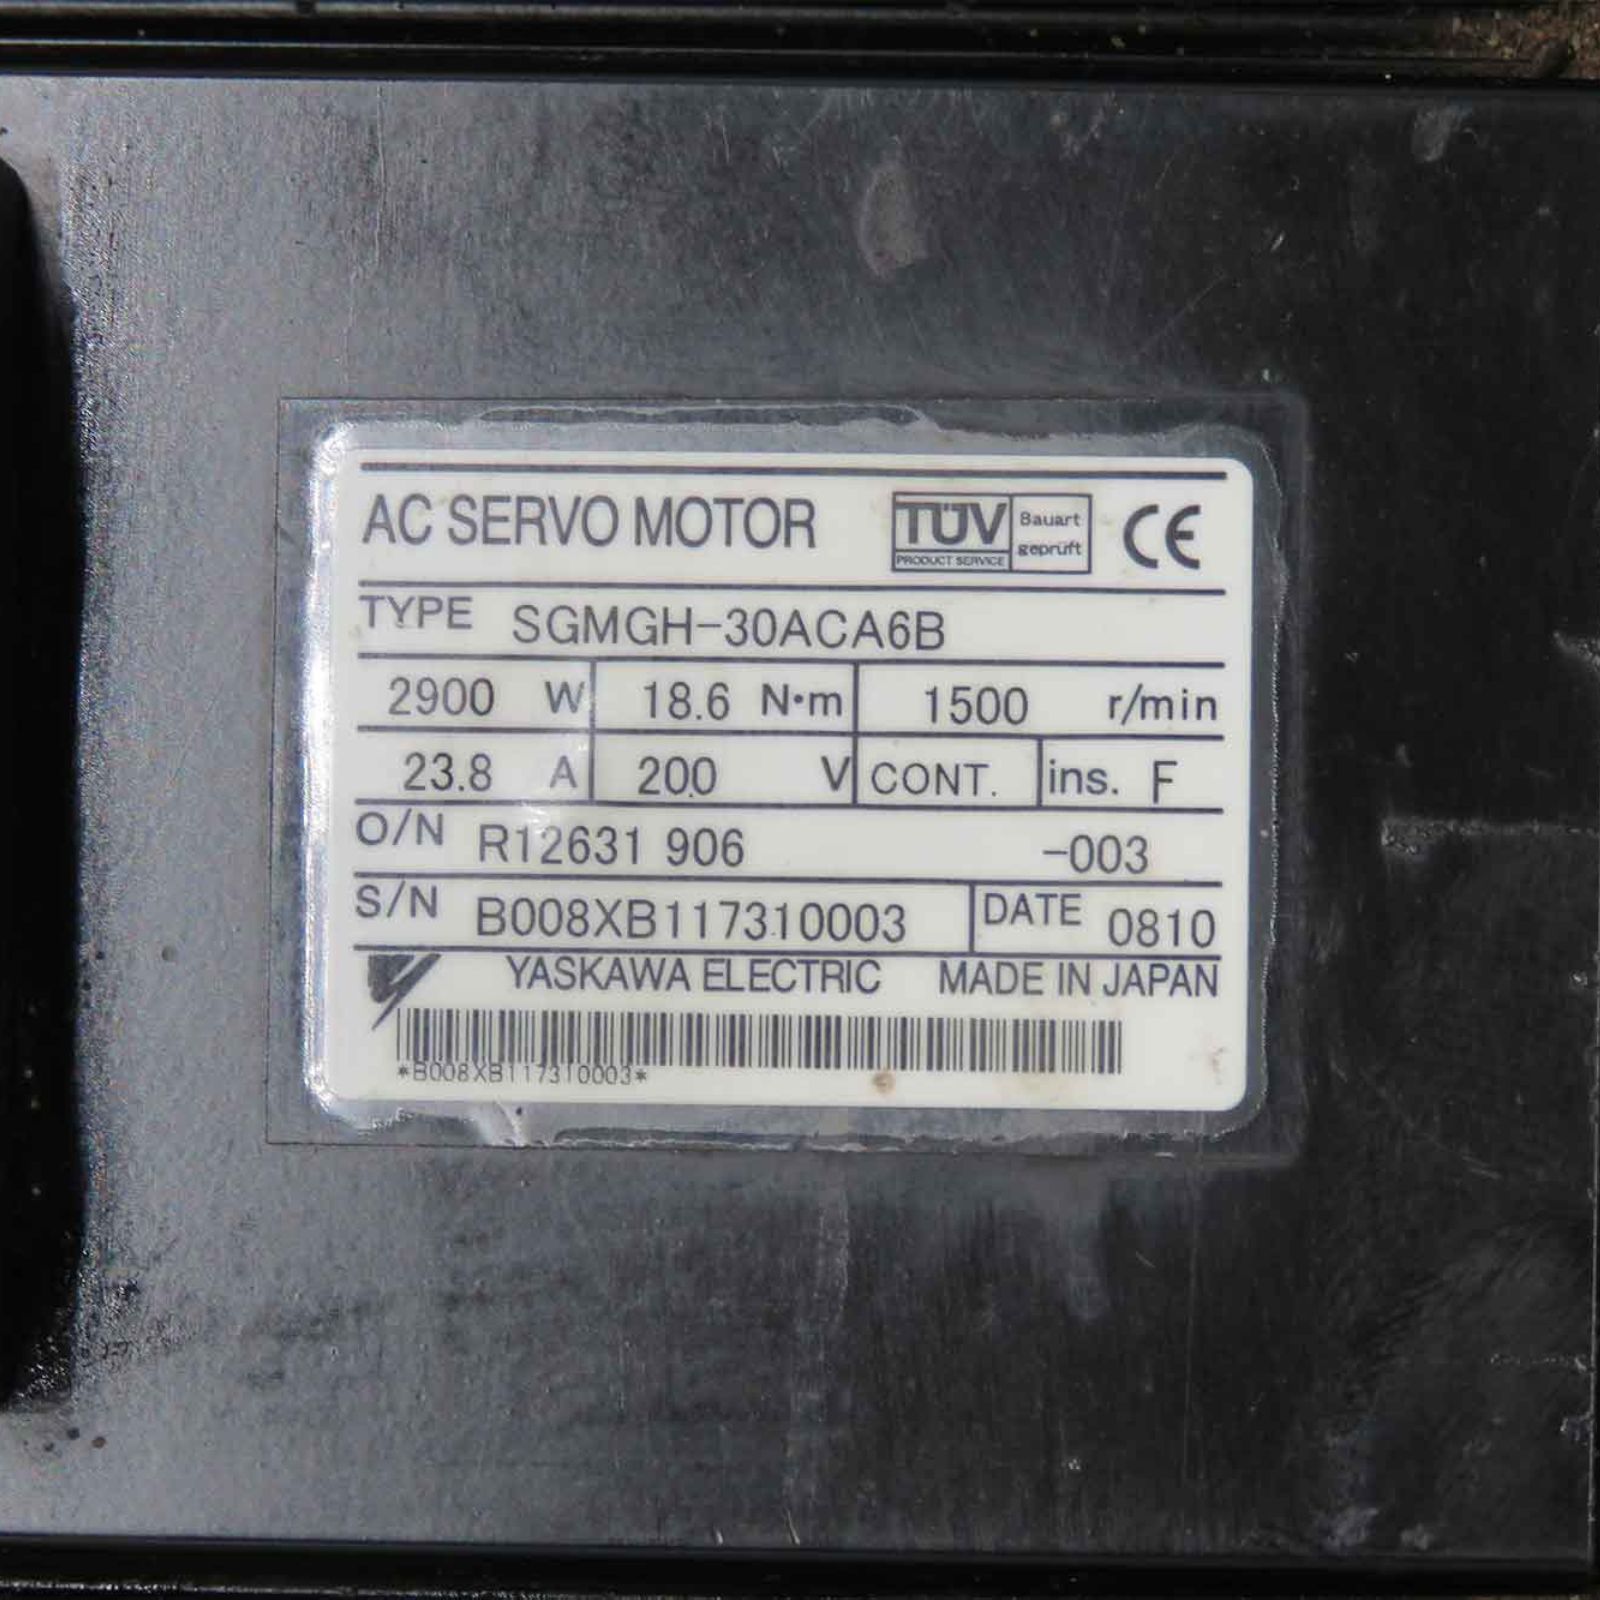 AC SERVO MOTOR TÜV PRODUCT SERVICE Bauart geprüft CE
TYPE SGMGH-30ACA6B
2900 W 18.6 N·m 1500 r/min
23.8 A 200 V CONT. ins. F
O/N R12631 906 -003
S/N B008XB117310003 DATE 0810
YASKAWA ELECTRIC MADE IN JAPAN
*B008XB117310003*